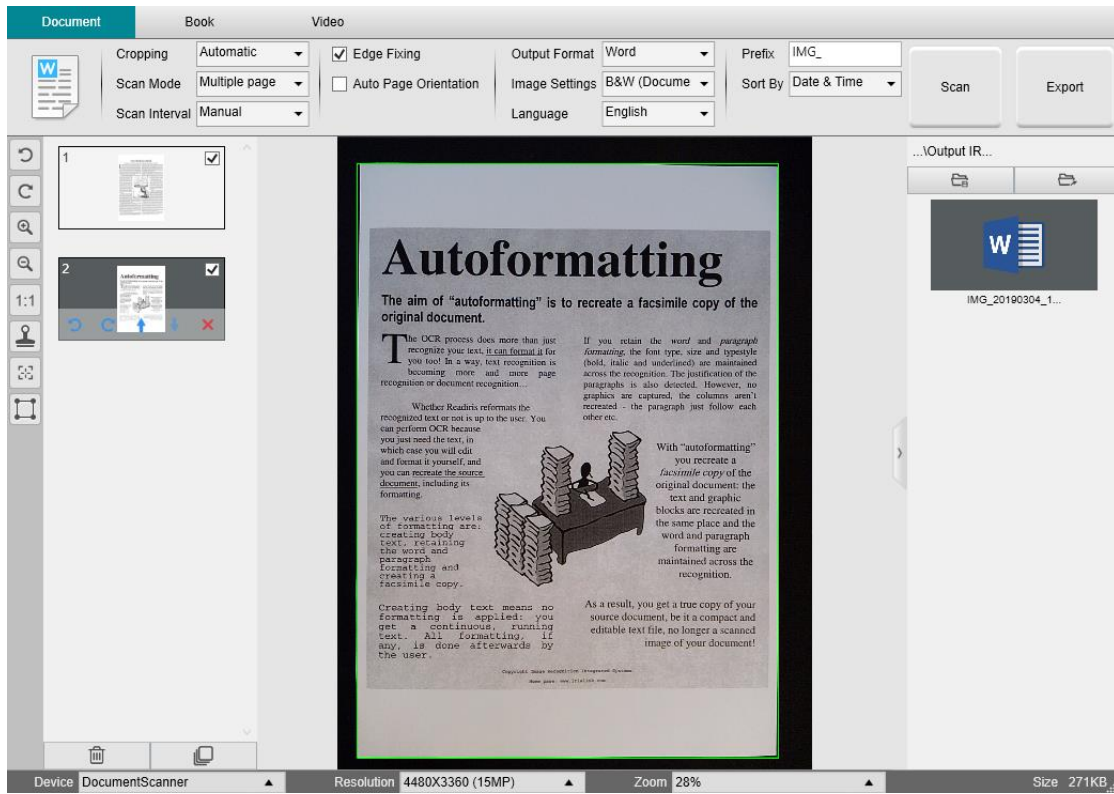 Document Book Video
Cropping Automatic
Scan Mode Multiple page
Scan Interval Manual
Edge Fixing
Auto Page Orientation
Output Format Word
Image Settings B&W (Docume
Language English
Prefix IMG_
Sort By Date & Time
Scan
Export
W
1:1
1
2
Autoformatting
Autoformatting
The aim of “autoformatting” is to recreate a facsimile copy of the
original document.
The OCR process does more than just
recognize your text, it can format it for
you too! In a way, text recognition is
becoming more and more page
recognition or document recognition...
Whether Readiris reformats the
recognized text or not is up to the user. You
can perform OCR because
you just need the text, in
which case you will edit
and format it yourself, and
you can recreate the source
document, including its
formatting.
The various levels
of formatting are:
creating body
text, retaining
the word and
paragraph
formatting and
creating a
facsimile copy.
Creating body text means no
formatting is applied: you
get a continuous, running
text. All formatting, if
any, is done afterwards by
the user.
If you retain the word and paragraph
formatting, the font type, size and typestyle
(bold, italic and underlined) are maintained
across the recognition. The justification of the
paragraphs is also detected. However, no
graphics are captured, the columns aren't
recreated - the paragraph just follow each
other etc.
With “autoformatting”
you recreate a
facsimile copy of the
original document: the
text and graphic
blocks are recreated in
the same place and the
word and paragraph
formatting are
maintained across the
recognition.
As a result, you get a true copy of your
source document, be it a compact and
editable text file, no longer a scanned
image of your document!
Copyright Image Recognition Integrated Systems
Home page: www.irislink.com
...\Output IR...
W
IMG_20190304_1...
Device DocumentScanner
Resolution 4480X3360 (15MP)
Zoom 28%
Size 271KB